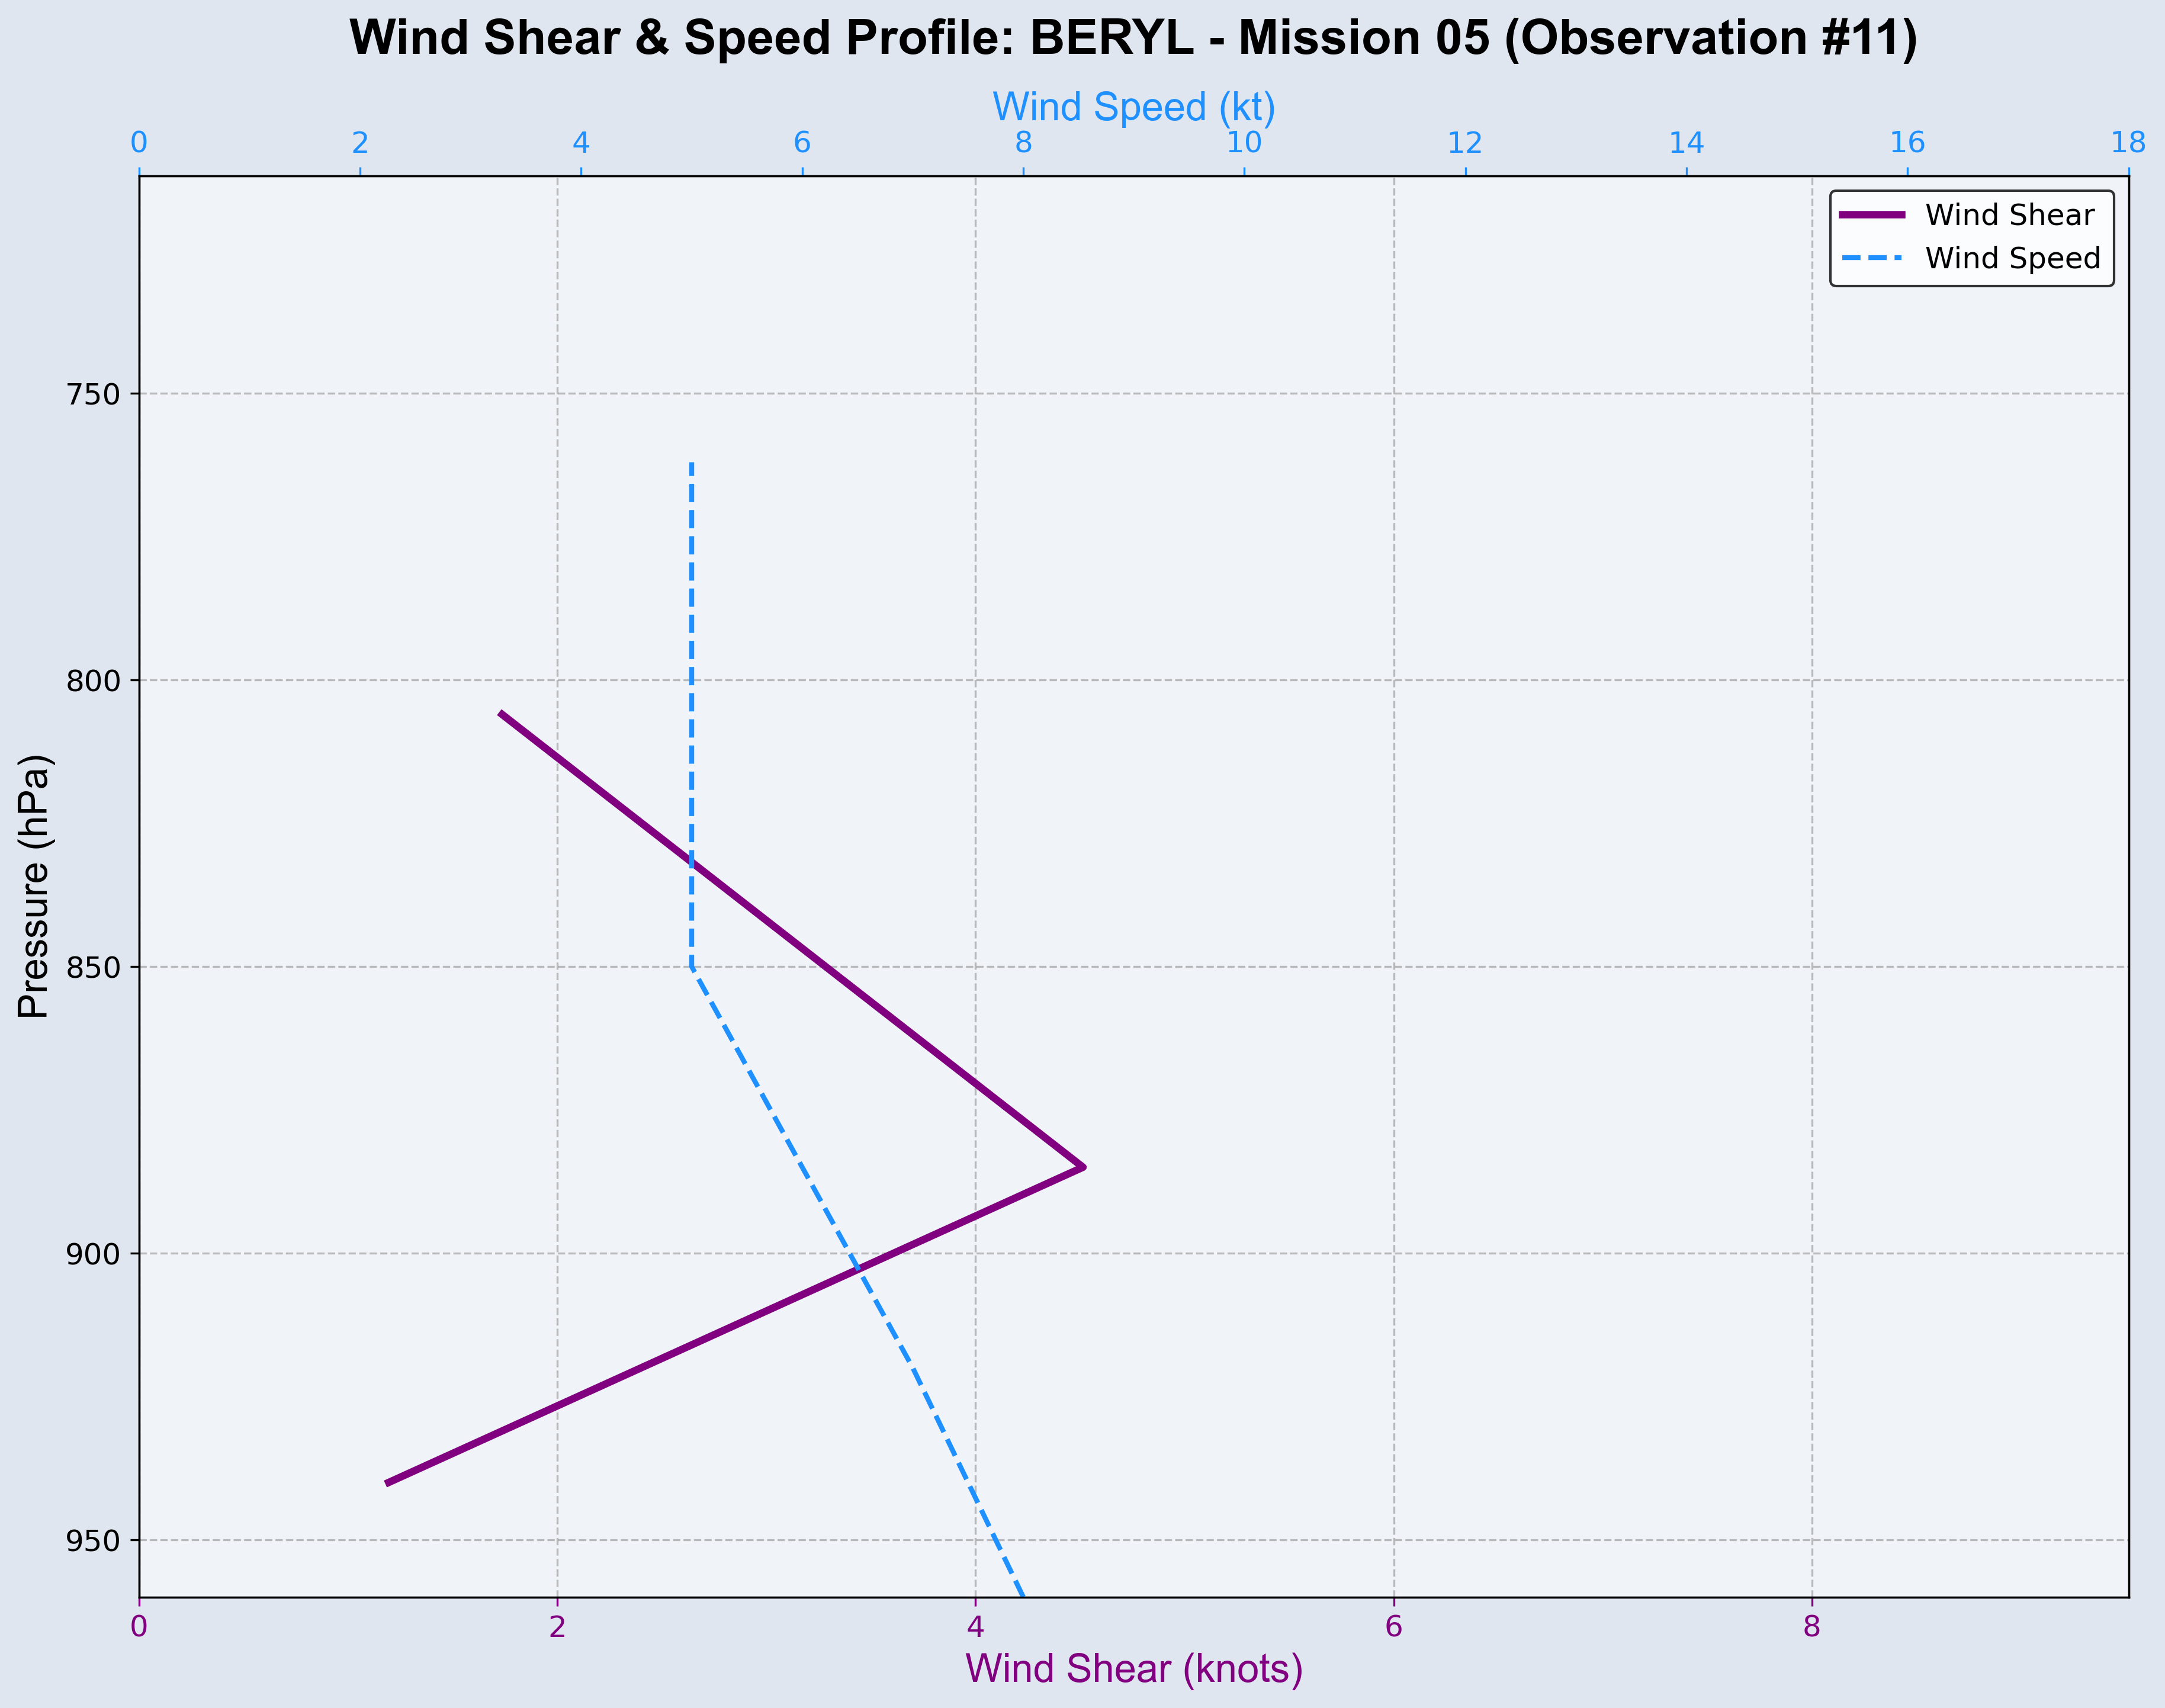 Wind Shear & Speed Profile: BERYL - Mission 05 (Observation #11)
Wind Speed (kt)
0 2 4 6 8 10 12 14 16 18
Wind Shear
Wind Speed
750
800
850
900
950
Pressure (hPa)
0 2 4 6 8
Wind Shear (knots)